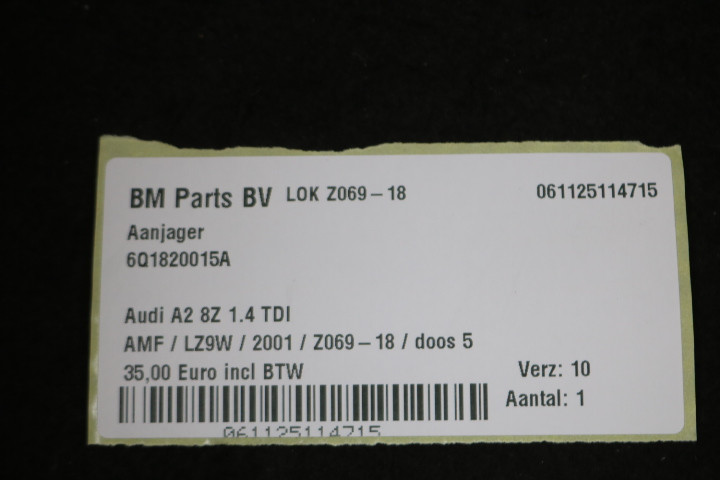 BM Parts BV LOK Z069-18 061125114715
Aanjager
6Q1820015A
Audi A2 8Z 1.4 TDI
AMF / LZ9W / 2001 / Z069-18 / doos 5
35,00 Euro incl BTW Verz: 10
Aantal: 1
061125114715